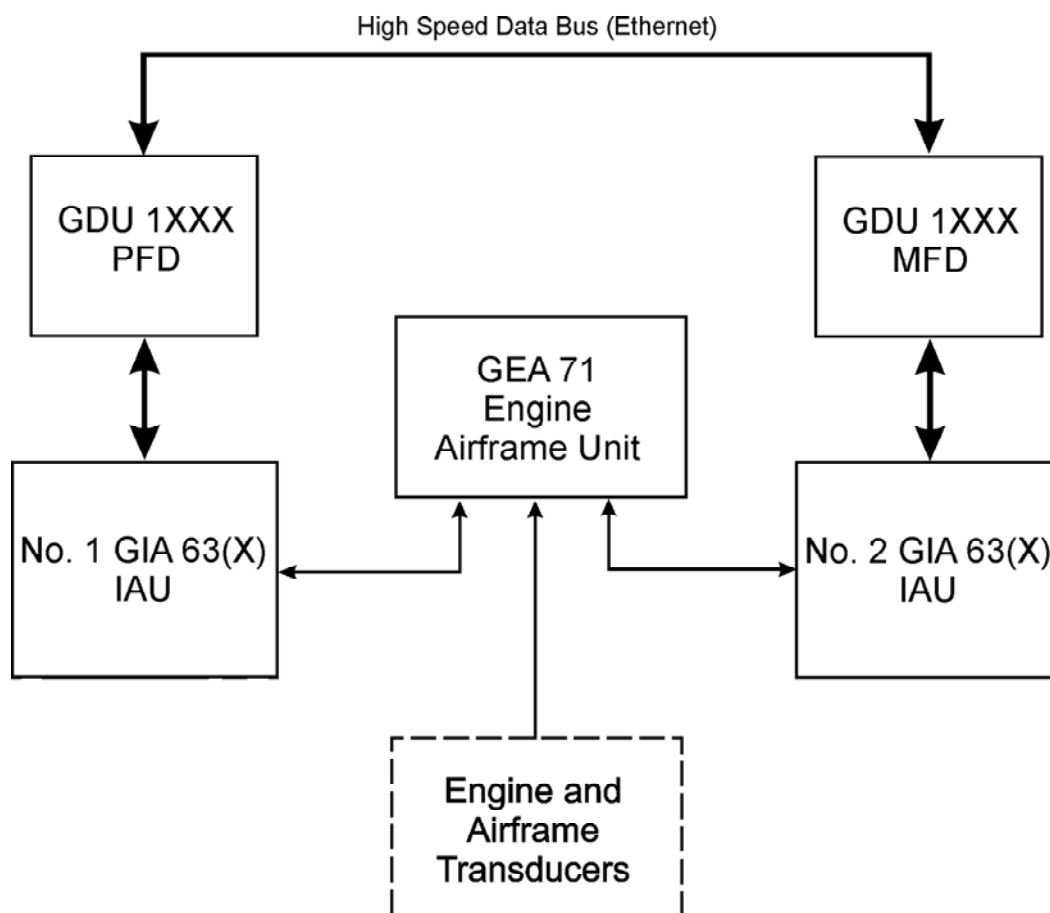 High Speed Data Bus (Ethernet)
GDU 1XXX
PFD
GDU 1XXX
MFD
GEA 71
Engine
Airframe Unit
No. 1 GIA 63(X)
IAU
No. 2 GIA 63(X)
IAU
Engine and
Airframe
Transducers